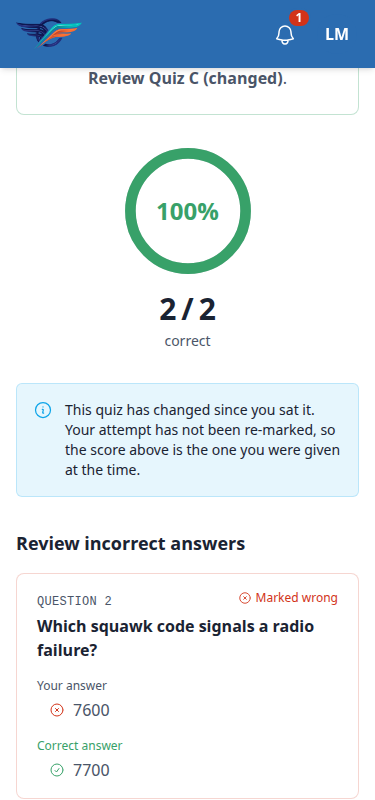 1
LM
Review Quiz C (changed).
100%
2 / 2
correct
This quiz has changed since you sat it.
Your attempt has not been re-marked, so
the score above is the one you were given
at the time.
Review incorrect answers
QUESTION 2
Marked wrong
Which squawk code signals a radio
failure?
Your answer
7600
Correct answer
7700